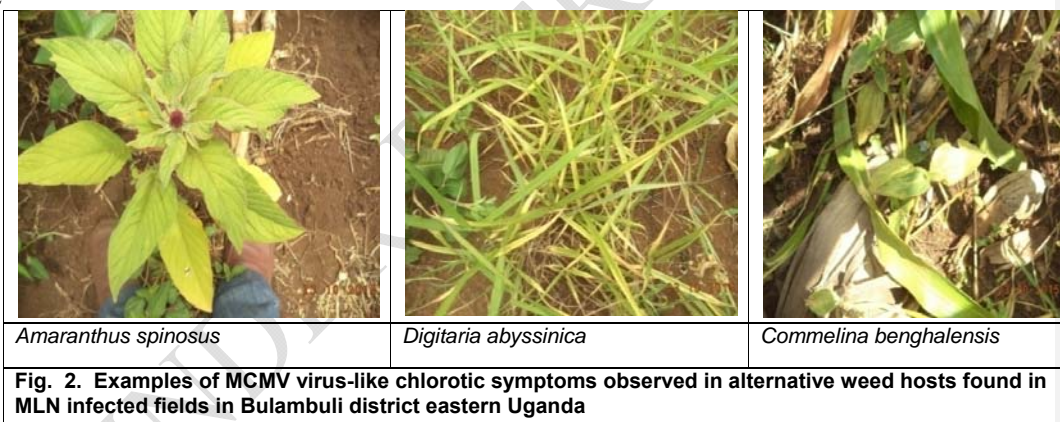 Amaranthus spinosus
Digitaria abyssinica
Commelina benghalensis
Fig. 2. Examples of MCMV virus-like chlorotic symptoms observed in alternative weed hosts found in
MLN infected fields in Bulambuli district eastern Uganda